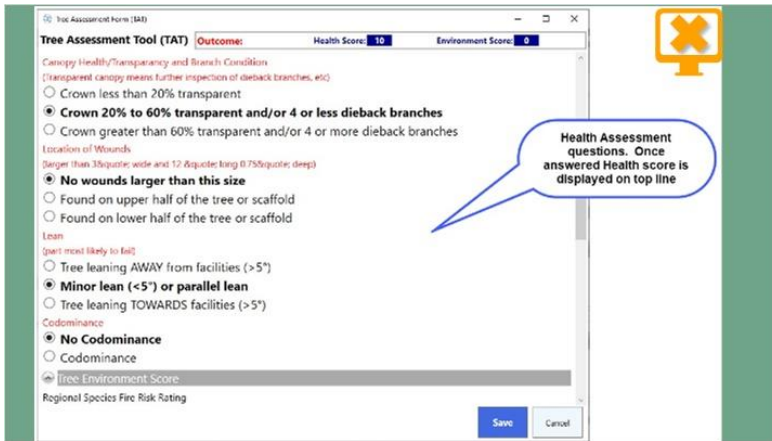 Tree Assessment Form (TAT)
Tree Assessment Tool (TAT) Outcome: Health Score: 10 Environment Score: 0
Canopy Health/Transparancy and Branch Condition
(Transparent canopy means further inspection of dieback branches, etc)
Crown less than 20% transparent
Crown 20% to 60% transparent and/or 4 or less dieback branches
Crown greater than 60% transparent and/or 4 or more dieback branches
Location of Wounds
(larger than 3&quote; wide and 12 &quote; long 0.75&quote; deep)
No wounds larger than this size
Found on upper half of the tree or scaffold
Found on lower half of the tree or scaffold
Lean
(part most likely to fail)
Tree leaning AWAY from facilities (>5°)
Minor lean (<5°) or parallel lean
Tree leaning TOWARDS facilities (>5°)
Codominance
No Codominance
Codominance
Tree Environment Score
Regional Species Fire Risk Rating
Save Cancel
Health Assessment
questions. Once
answered Health score is
displayed on top line